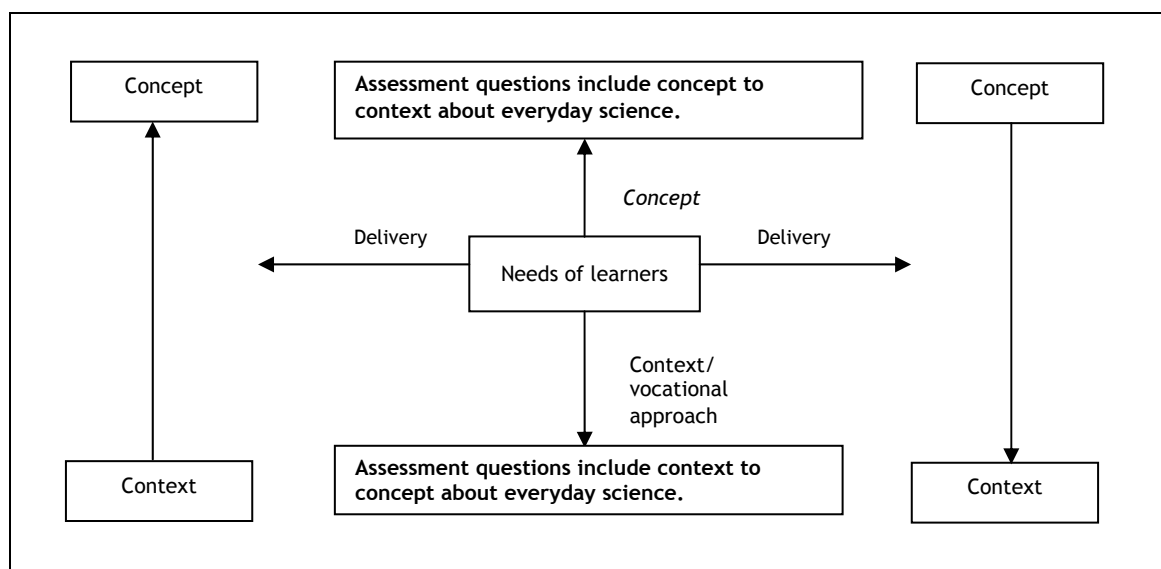 Concept
Assessment questions include concept to
context about everyday science.
Concept
Concept
Delivery
Delivery
Needs of learners
Context/
vocational
approach
Context
Assessment questions include context to
concept about everyday science.
Context